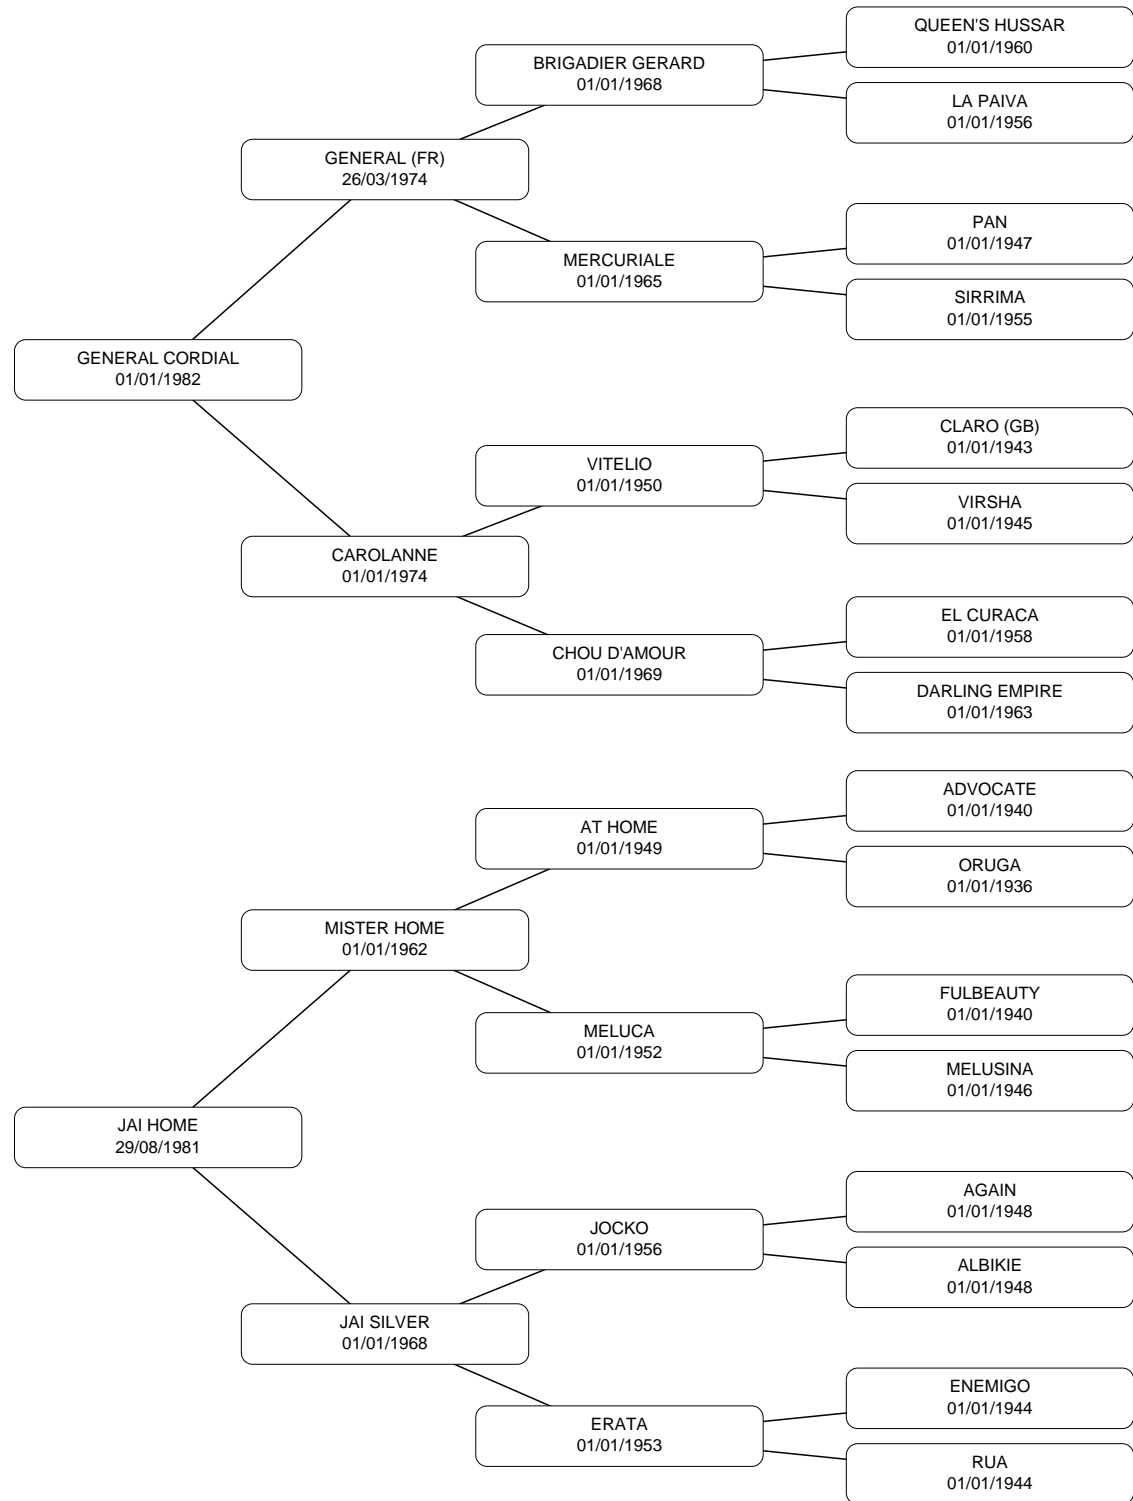 QUEEN'S HUSSAR
01/01/1960
BRIGADIER GERARD
01/01/1968
LA PAIVA
01/01/1956
GENERAL (FR)
26/03/1974
PAN
01/01/1947
MERCURIALE
01/01/1965
SIRRIMA
01/01/1955
GENERAL CORDIAL
01/01/1982
CLARO (GB)
01/01/1943
VITELIO
01/01/1950
VIRSHA
01/01/1945
CAROLANNE
01/01/1974
EL CURACA
01/01/1958
CHOU D'AMOUR
01/01/1969
DARLING EMPIRE
01/01/1963
ADVOCATE
01/01/1940
AT HOME
01/01/1949
ORUGA
01/01/1936
MISTER HOME
01/01/1962
FULBEAUTY
01/01/1940
MELUCA
01/01/1952
MELUSINA
01/01/1946
JAI HOME
29/08/1981
AGAIN
01/01/1948
JOCKO
01/01/1956
ALBIKIE
01/01/1948
JAI SILVER
01/01/1968
ENEMIGO
01/01/1944
ERATA
01/01/1953
RUA
01/01/1944